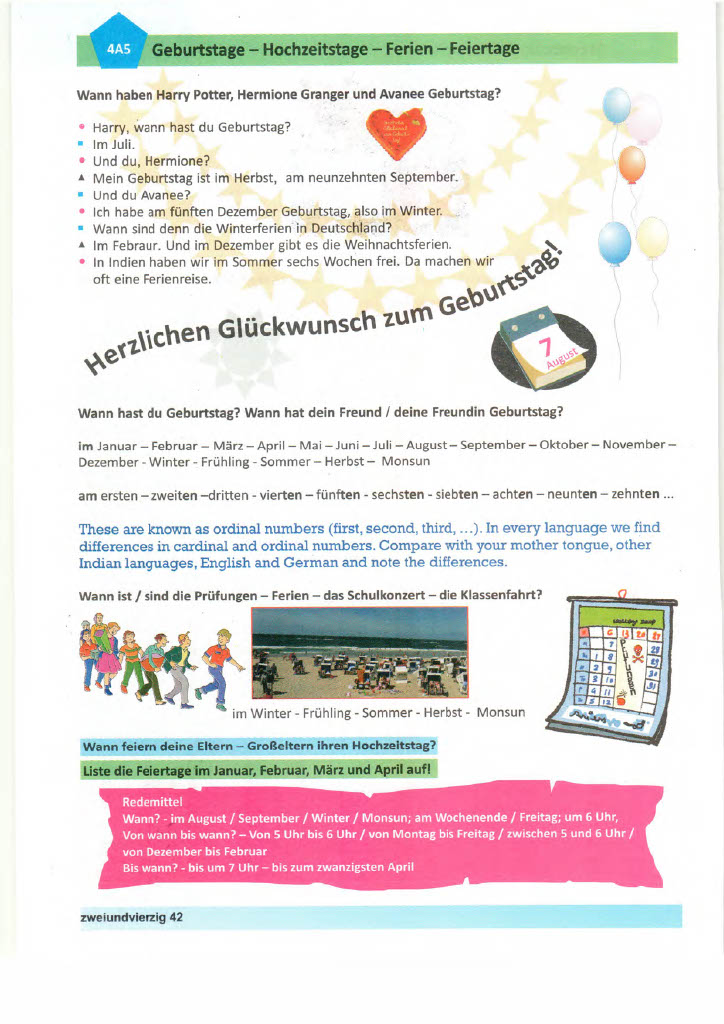 4A5 Geburtstage – Hochzeitstage – Ferien – Feiertage
Wann haben Harry Potter, Hermione Granger und Avanee Geburtstag?
• Harry, wann hast du Geburtstag?
▪ Im Juli.
• Und du, Hermione?
▲ Mein Geburtstag ist im Herbst, am neunzehnten September.
▪ Und du Avanee?
• Ich habe am fünften Dezember Geburtstag, also im Winter.
▪ Wann sind denn die Winterferien in Deutschland?
▲ Im Febraur. Und im Dezember gibt es die Weihnachtsferien.
• In Indien haben wir im Sommer sechs Wochen frei. Da machen wir
oft eine Ferienreise.
Herzlichen Glückwunsch zum Geburtstag!
7
August
Wann hast du Geburtstag? Wann hat dein Freund / deine Freundin Geburtstag?
im Januar – Februar – März – April – Mai – Juni – Juli – August – September – Oktober – November –
Dezember - Winter - Frühling - Sommer – Herbst – Monsun
am ersten – zweiten –dritten - vierten – fünften - sechsten - siebten – achten – neunten – zehnten ...
These are known as ordinal numbers (first, second, third, ...). In every language we find
differences in cardinal and ordinal numbers. Compare with your mother tongue, other
Indian languages, English and German and note the differences.
Wann ist / sind die Prüfungen – Ferien – das Schulkonzert – die Klassenfahrt?
im Winter - Frühling - Sommer - Herbst - Monsun
Wann feiern deine Eltern – Großeltern ihren Hochzeitstag?
Liste die Feiertage im Januar, Februar, März und April auf!
Redemittel
Wann? - im August / September / Winter / Monsun; am Wochenende / Freitag; um 6 Uhr,
Von wann bis wann? – Von 5 Uhr bis 6 Uhr / von Montag bis Freitag / zwischen 5 und 6 Uhr /
von Dezember bis Februar
Bis wann? - bis um 7 Uhr – bis zum zwanzigsten April
zweiundvierzig 42